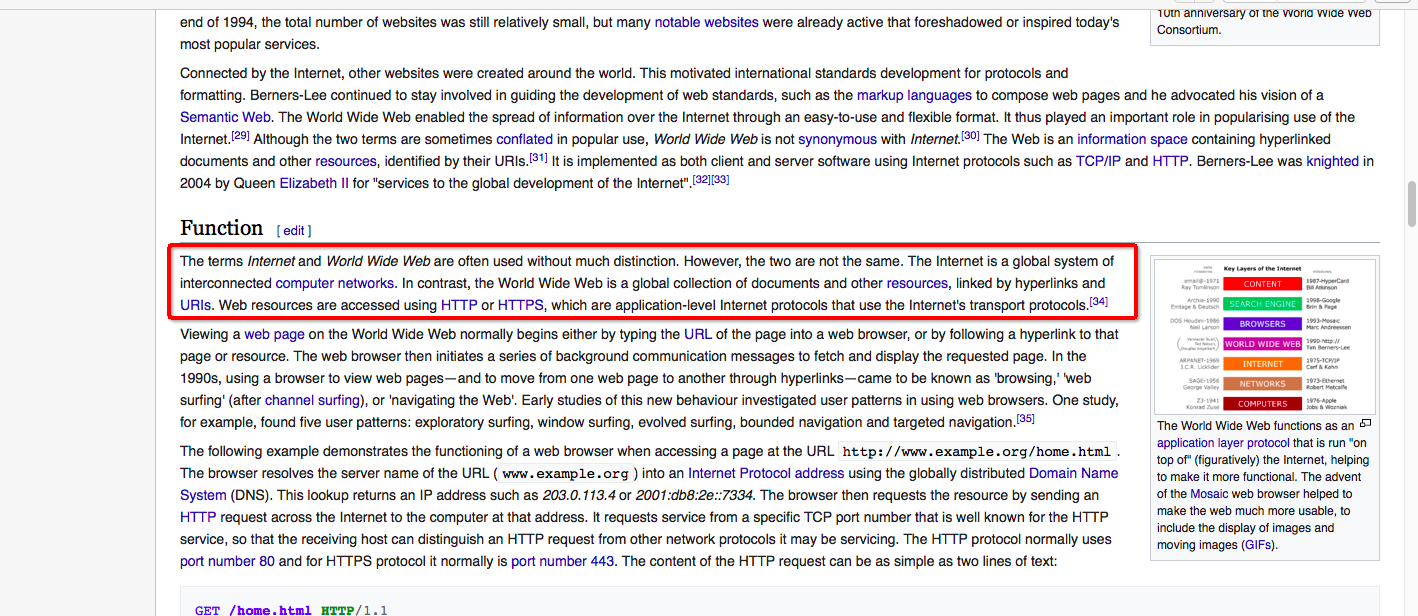 end of 1994, the total number of websites was still relatively small, but many notable websites were already active that foreshadowed or inspired today's
most popular services.
10th anniversary of the World Wide Web
Consortium.
Connected by the Internet, other websites were created around the world. This motivated international standards development for protocols and
formatting. Berners-Lee continued to stay involved in guiding the development of web standards, such as the markup languages to compose web pages and he advocated his vision of a
Semantic Web. The World Wide Web enabled the spread of information over the Internet through an easy-to-use and flexible format. It thus played an important role in popularising use of the
Internet.[29] Although the two terms are sometimes conflated in popular use, World Wide Web is not synonymous with Internet.[30] The Web is an information space containing hyperlinked
documents and other resources, identified by their URIs.[31] It is implemented as both client and server software using Internet protocols such as TCP/IP and HTTP. Berners-Lee was knighted in
2004 by Queen Elizabeth II for "services to the global development of the Internet".[32][33]
Function [ edit ]
The terms Internet and World Wide Web are often used without much distinction. However, the two are not the same. The Internet is a global system of
interconnected computer networks. In contrast, the World Wide Web is a global collection of documents and other resources, linked by hyperlinks and
URIs. Web resources are accessed using HTTP or HTTPS, which are application-level Internet protocols that use the Internet's transport protocols.[34]
Viewing a web page on the World Wide Web normally begins either by typing the URL of the page into a web browser, or by following a hyperlink to that
page or resource. The web browser then initiates a series of background communication messages to fetch and display the requested page. In the
1990s, using a browser to view web pages—and to move from one web page to another through hyperlinks—came to be known as 'browsing,' 'web
surfing' (after channel surfing), or 'navigating the Web'. Early studies of this new behaviour investigated user patterns in using web browsers. One study,
for example, found five user patterns: exploratory surfing, window surfing, evolved surfing, bounded navigation and targeted navigation.[35]
The following example demonstrates the functioning of a web browser when accessing a page at the URL http://www.example.org/home.html .
The browser resolves the server name of the URL ( www.example.org ) into an Internet Protocol address using the globally distributed Domain Name
System (DNS). This lookup returns an IP address such as 203.0.113.4 or 2001:db8:2e::7334. The browser then requests the resource by sending an
HTTP request across the Internet to the computer at that address. It requests service from a specific TCP port number that is well known for the HTTP
service, so that the receiving host can distinguish an HTTP request from other network protocols it may be servicing. The HTTP protocol normally uses
port number 80 and for HTTPS protocol it normally is port number 443. The content of the HTTP request can be as simple as two lines of text:
GET /home.html HTTP/1.1
Key Layers of the Internet
email@-1971 CONTENT 1987-HyperCard
Ray Tomlinson Bill Atkinson
Archie-1990 SEARCH ENGINE 1998-Google
Emtage & Deutsch Brin & Page
DOS Houdini-1986 BROWSERS 1993-Mosaic
Neil Larson Marc Andreessen
WORLD WIDE WEB 1990-http://
Tim Berners-Lee
ARPANET-1969 INTERNET 1975-TCP/IP
J.C.R. Licklider Cerf & Kahn
SAGE-1956 NETWORKS 1973-Ethernet
George Valley Robert Metcalfe
Z3-1941 COMPUTERS 1976-Apple
Konrad Zuse Jobs & Wozniak
The World Wide Web functions as an
application layer protocol that is run "on
top of" (figuratively) the Internet, helping
to make it more functional. The advent
of the Mosaic web browser helped to
make the web much more usable, to
include the display of images and
moving images (GIFs).